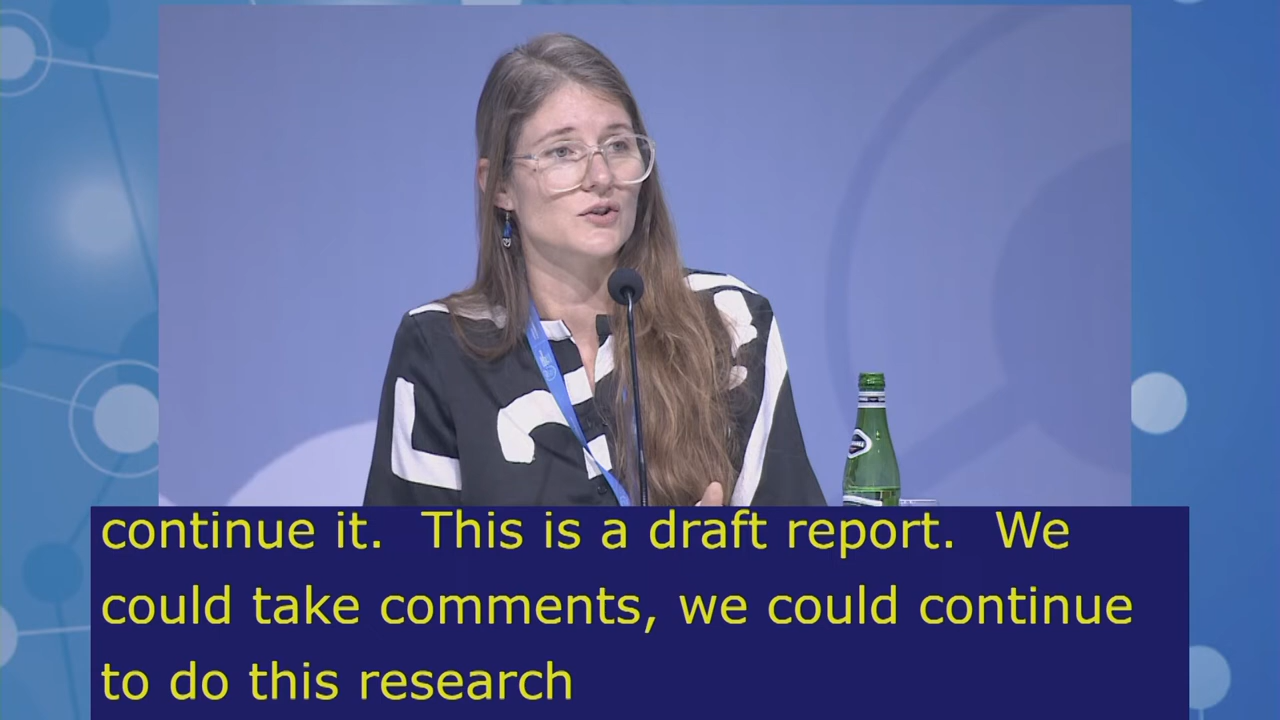 continue it.  This is a draft report.  We
could take comments, we could continue
to do this research